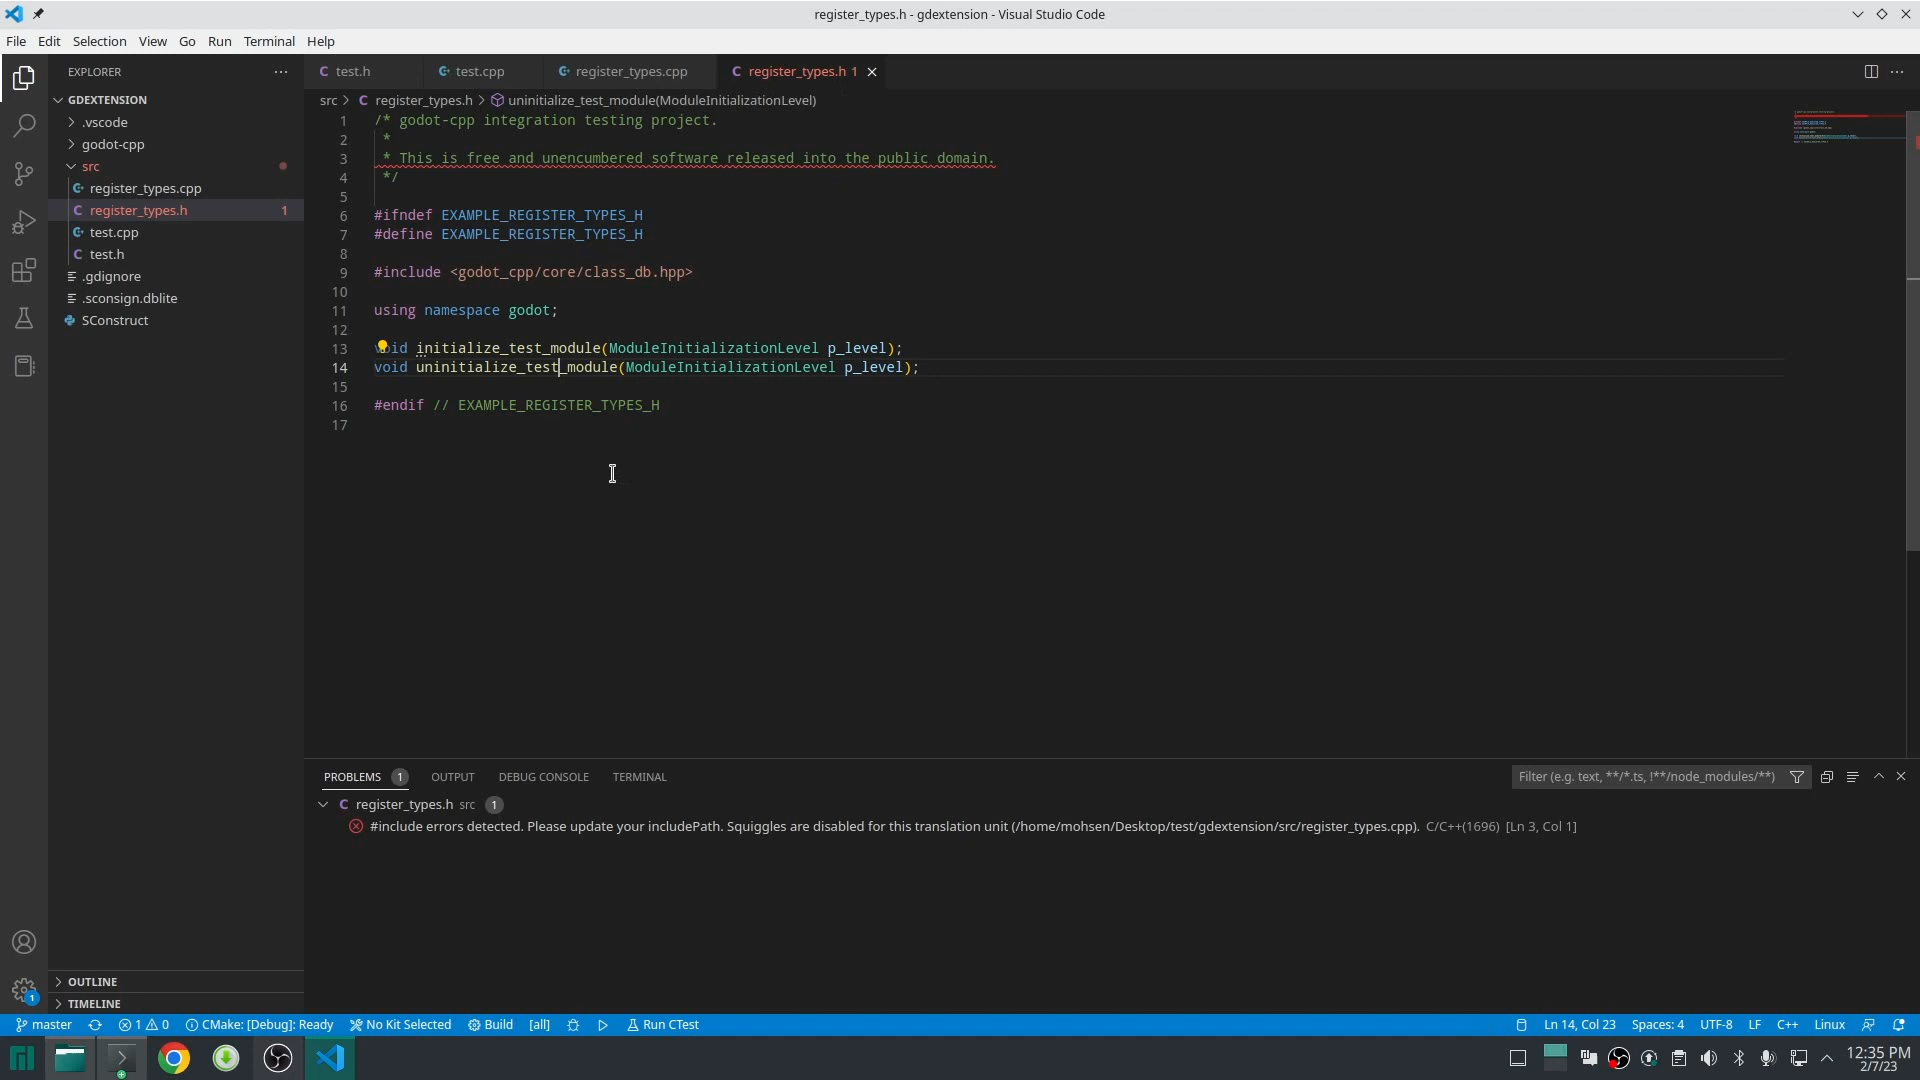 register_types.h - gdextension - Visual Studio Code
File Edit Selection View Go Run Terminal Help
EXPLORER
GDEXTENSION
.vscode
godot-cpp
src
register_types.cpp
register_types.h 1
test.cpp
test.h
.gdignore
.sconsign.dblite
SConstruct
OUTLINE
TIMELINE
test.h test.cpp register_types.cpp register_types.h 1
src > register_types.h > uninitialize_test_module(ModuleInitializationLevel)
1 /* godot-cpp integration testing project.
2 *
3 * This is free and unencumbered software released into the public domain.
4 */
5
6 #ifndef EXAMPLE_REGISTER_TYPES_H
7 #define EXAMPLE_REGISTER_TYPES_H
8
9 #include <godot_cpp/core/class_db.hpp>
10
11 using namespace godot;
12
13 void initialize_test_module(ModuleInitializationLevel p_level);
14 void uninitialize_test_module(ModuleInitializationLevel p_level);
15
16 #endif // EXAMPLE_REGISTER_TYPES_H
17
PROBLEMS 1 OUTPUT DEBUG CONSOLE TERMINAL Filter (e.g. text, **/*.ts, !**/node_modules/**)
register_types.h src 1
#include errors detected. Please update your includePath. Squiggles are disabled for this translation unit (/home/mohsen/Desktop/test/gdextension/src/register_types.cpp). C/C++(1696) [Ln 3, Col 1]
1
master 1 0 CMake: [Debug]: Ready No Kit Selected Build [all] Run CTest Ln 14, Col 23 Spaces: 4 UTF-8 LF C++ Linux
12:35 PM
2/7/23